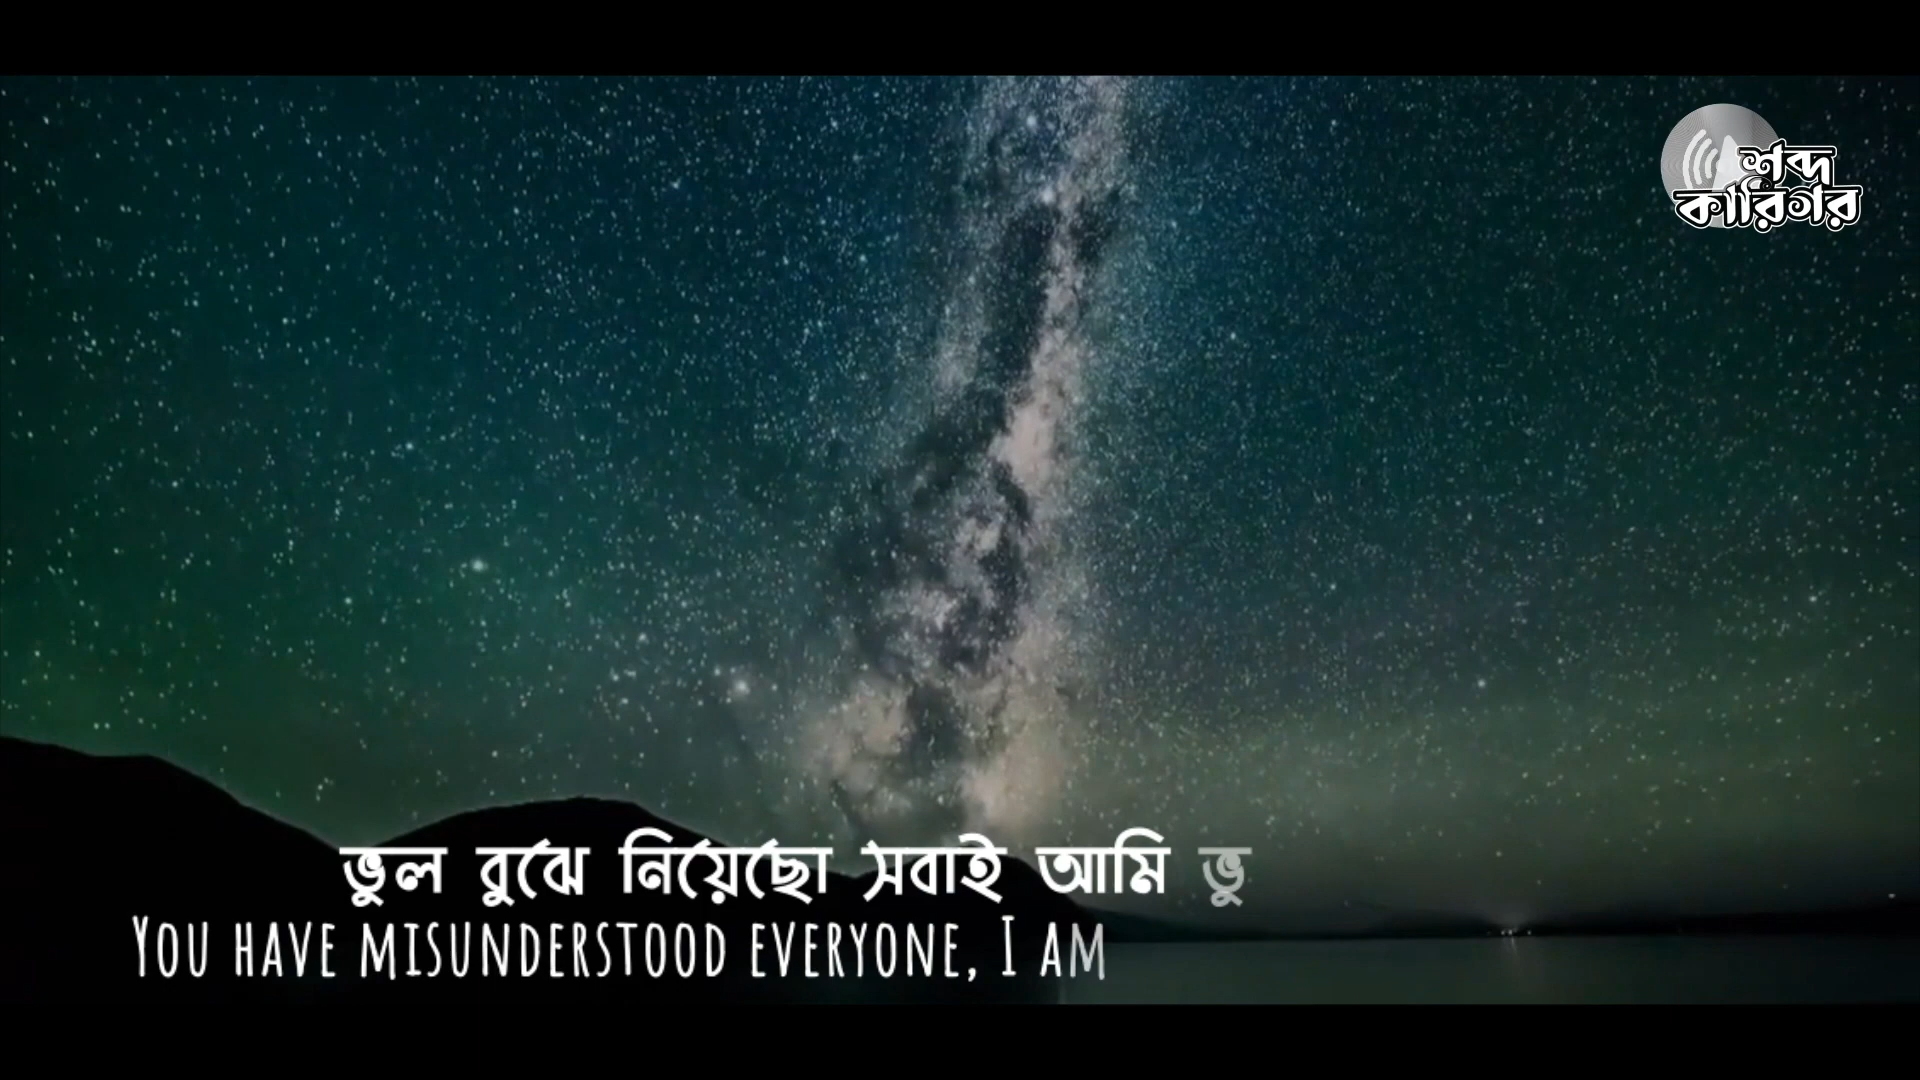 শব্দ
কারিগর
ভুল বুঝে নিয়েছো সবাই আমি ভু
You have misunderstood everyone, I am